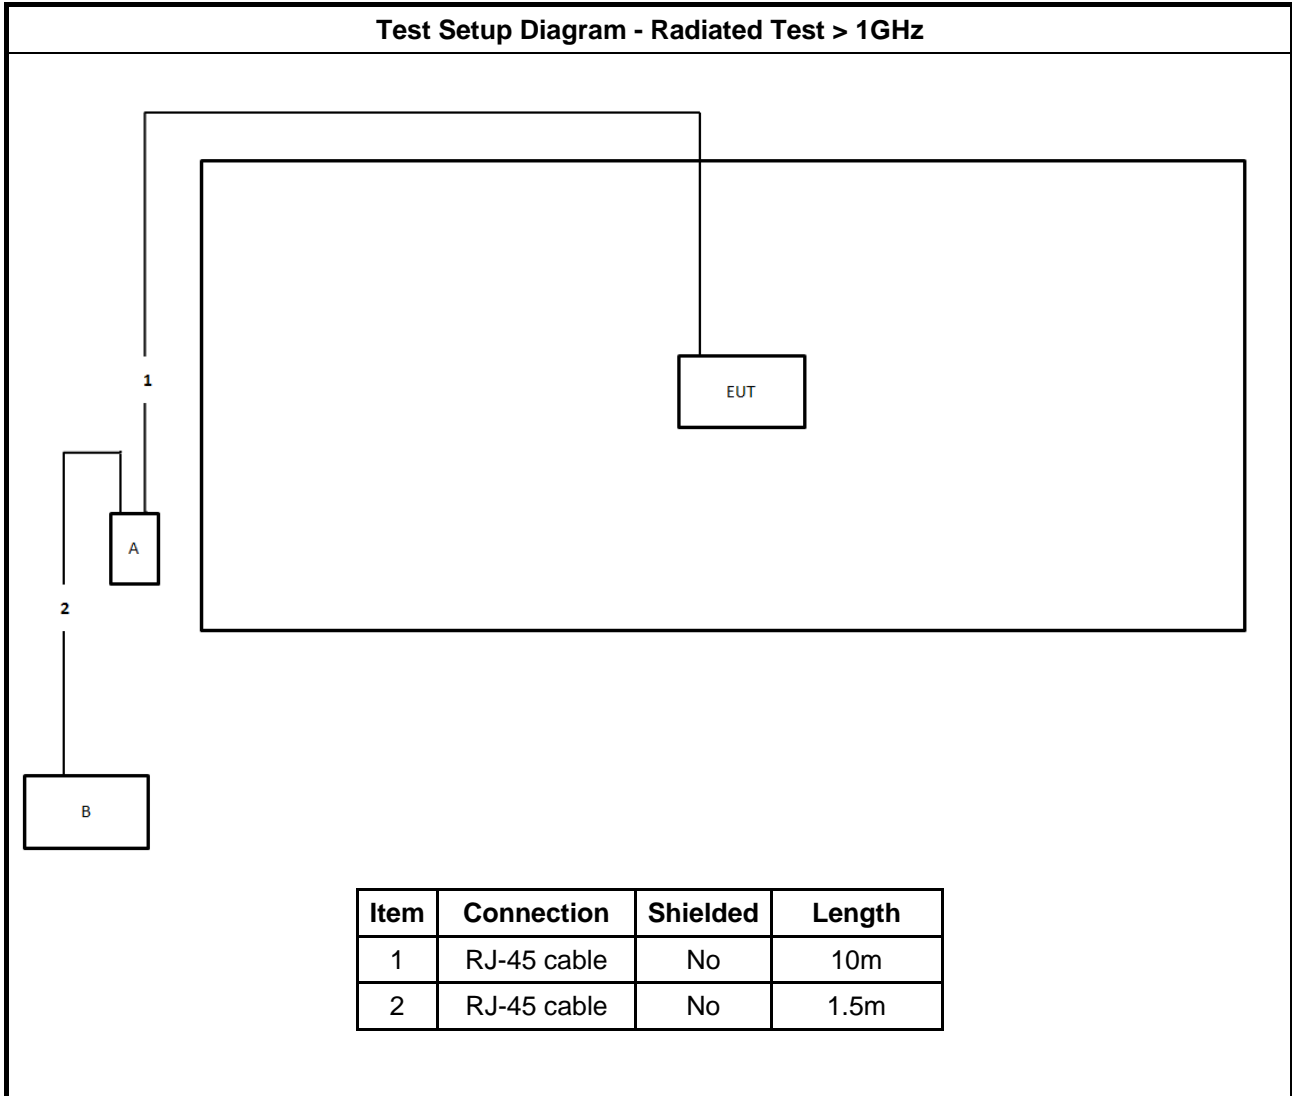 Test Setup Diagram - Radiated Test > 1GHz
EUT
1
A
2
B
Item Connection Shielded Length
1 RJ-45 cable No 10m
2 RJ-45 cable No 1.5m